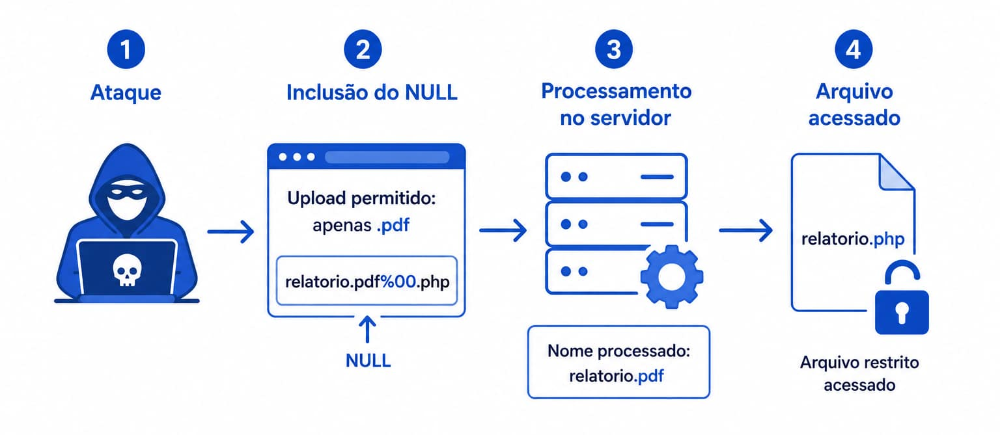 1
Ataque
2
Inclusão do NULL
Upload permitido:
apenas .pdf
relatorio.pdf%00.php
NULL
3
Processamento
no servidor
Nome processado:
relatorio.pdf
4
Arquivo
acessado
relatorio.php
Arquivo restrito
acessado